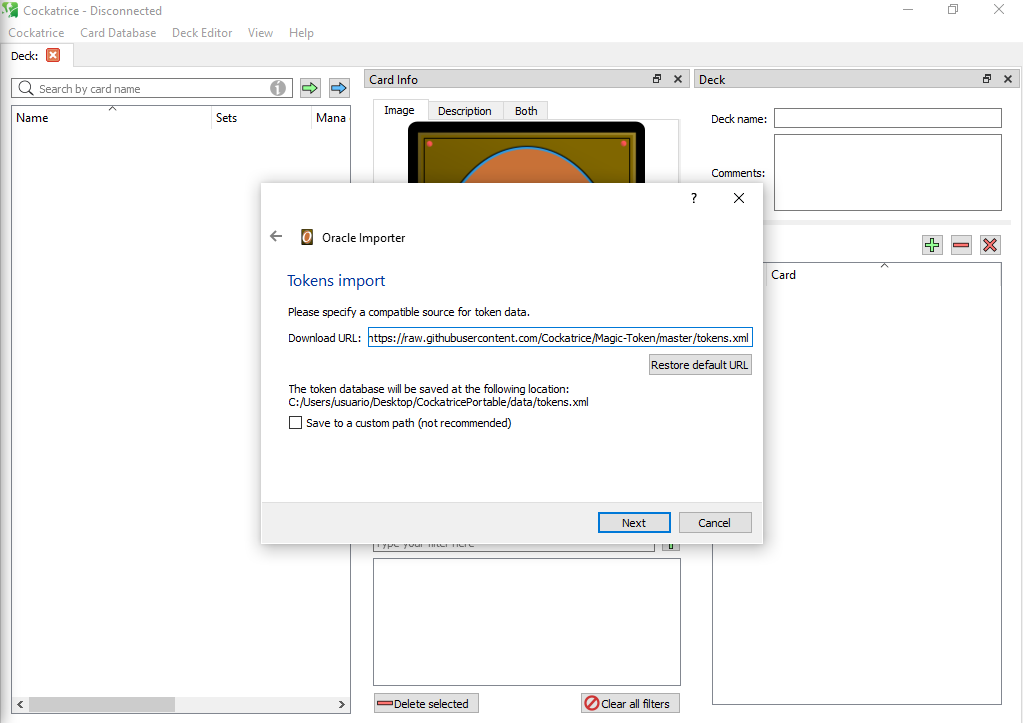 Cockatrice - Disconnected
Cockatrice Card Database Deck Editor View Help
Deck:
Search by card name
Name Sets Mana
Card Info
Image Description Both
Deck
Deck name:
Comments:
Card
?
Oracle Importer
Tokens import
Please specify a compatible source for token data.
Download URL: https://raw.githubusercontent.com/Cockatrice/Magic-Token/master/tokens.xml
Restore default URL
The token database will be saved at the following location:
C:/Users/usuario/Desktop/CockatricePortable/data/tokens.xml
Save to a custom path (not recommended)
Next Cancel
Type your filter here
Delete selected Clear all filters